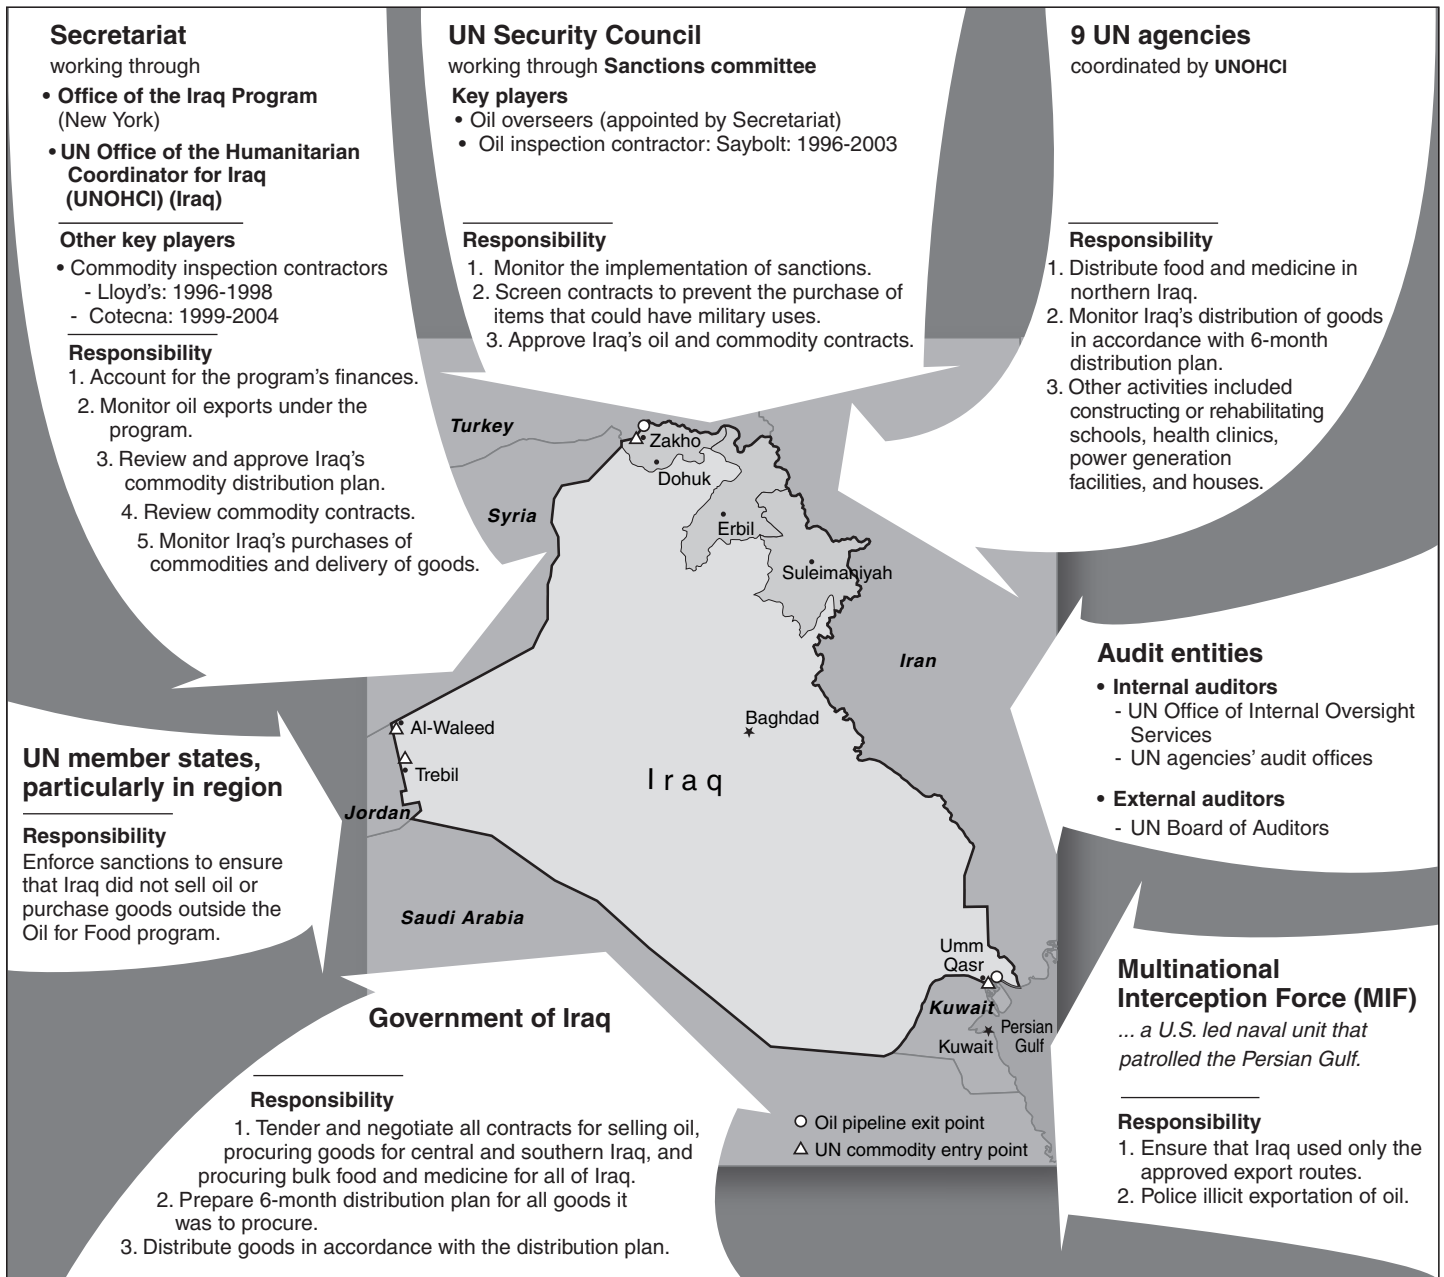 Secretariat
working through
• Office of the Iraq Program
(New York)
• UN Office of the Humanitarian
Coordinator for Iraq
(UNOHCI) (Iraq)
Other key players
• Commodity inspection contractors
- Lloyd's: 1996-1998
- Cotecna: 1999-2004
Responsibility
1. Account for the program's finances.
2. Monitor oil exports under the
program.
3. Review and approve Iraq's
commodity distribution plan.
4. Review commodity contracts.
5. Monitor Iraq's purchases of
commodities and delivery of goods.
UN Security Council
working through Sanctions committee
Key players
• Oil overseers (appointed by Secretariat)
• Oil inspection contractor: Saybolt: 1996-2003
Responsibility
1. Monitor the implementation of sanctions.
2. Screen contracts to prevent the purchase of
items that could have military uses.
3. Approve Iraq's oil and commodity contracts.
9 UN agencies
coordinated by UNOHCI
Responsibility
1. Distribute food and medicine in
northern Iraq.
2. Monitor Iraq's distribution of goods
in accordance with 6-month
distribution plan.
3. Other activities included
constructing or rehabilitating
schools, health clinics,
power generation
facilities, and houses.
Turkey
Zakho
Dohuk
Syria
Erbil
Suleimaniyah
Iran
Baghdad
Al-Waleed
Trebil
Iraq
Jordan
Saudi Arabia
Umm
Qasr
Kuwait
Kuwait
Persian
Gulf
Oil pipeline exit point
UN commodity entry point
Audit entities
• Internal auditors
- UN Office of Internal Oversight
Services
- UN agencies' audit offices
• External auditors
- UN Board of Auditors
UN member states,
particularly in region
Responsibility
Enforce sanctions to ensure
that Iraq did not sell oil or
purchase goods outside the
Oil for Food program.
Government of Iraq
Responsibility
1. Tender and negotiate all contracts for selling oil,
procuring goods for central and southern Iraq, and
procuring bulk food and medicine for all of Iraq.
2. Prepare 6-month distribution plan for all goods it
was to procure.
3. Distribute goods in accordance with the distribution plan.
Multinational
Interception Force (MIF)
... a U.S. led naval unit that
patrolled the Persian Gulf.
Responsibility
1. Ensure that Iraq used only the
approved export routes.
2. Police illicit exportation of oil.